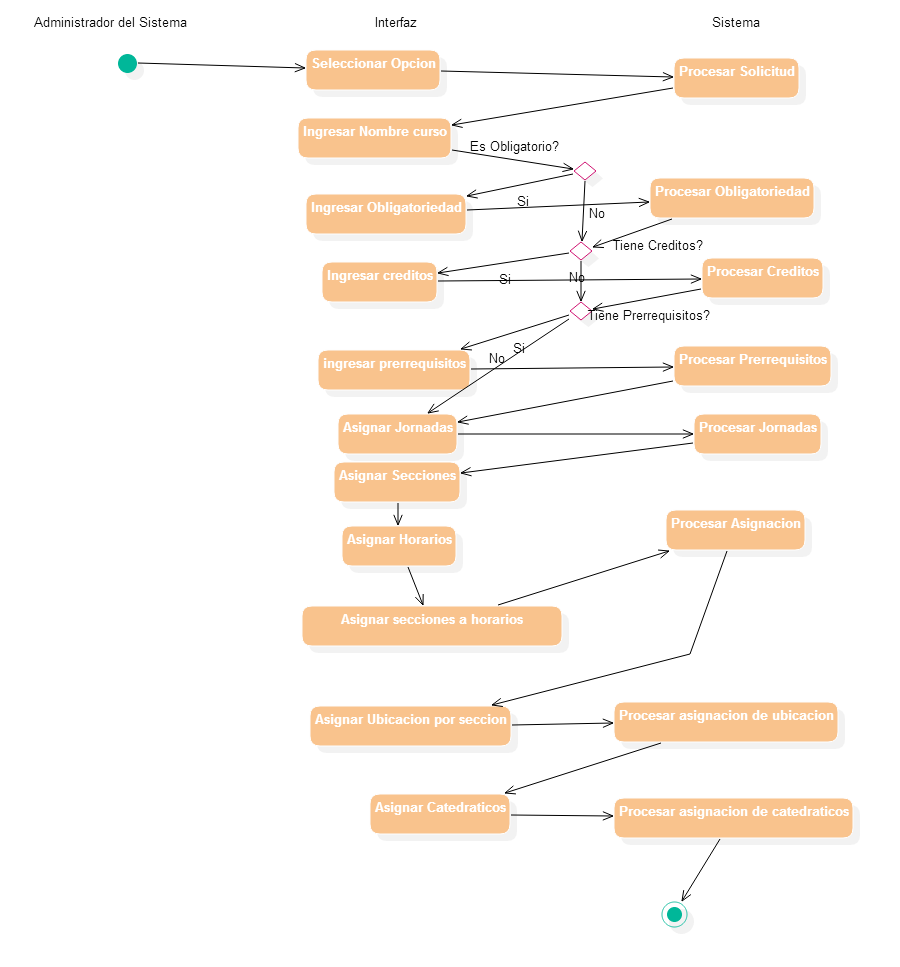 Administrador del Sistema
Interfaz
Sistema
Seleccionar Opcion
Procesar Solicitud
Ingresar Nombre curso
Es Obligatorio?
Ingresar Obligatoriedad
Si
Procesar Obligatoriedad
No
Tiene Creditos?
Ingresar creditos
Si
No
Procesar Creditos
Tiene Prerrequisitos?
Si
No
ingresar prerrequisitos
Procesar Prerrequisitos
Asignar Jornadas
Procesar Jornadas
Asignar Secciones
Asignar Horarios
Procesar Asignacion
Asignar secciones a horarios
Asignar Ubicacion por seccion
Procesar asignacion de ubicacion
Asignar Catedraticos
Procesar asignacion de catedraticos